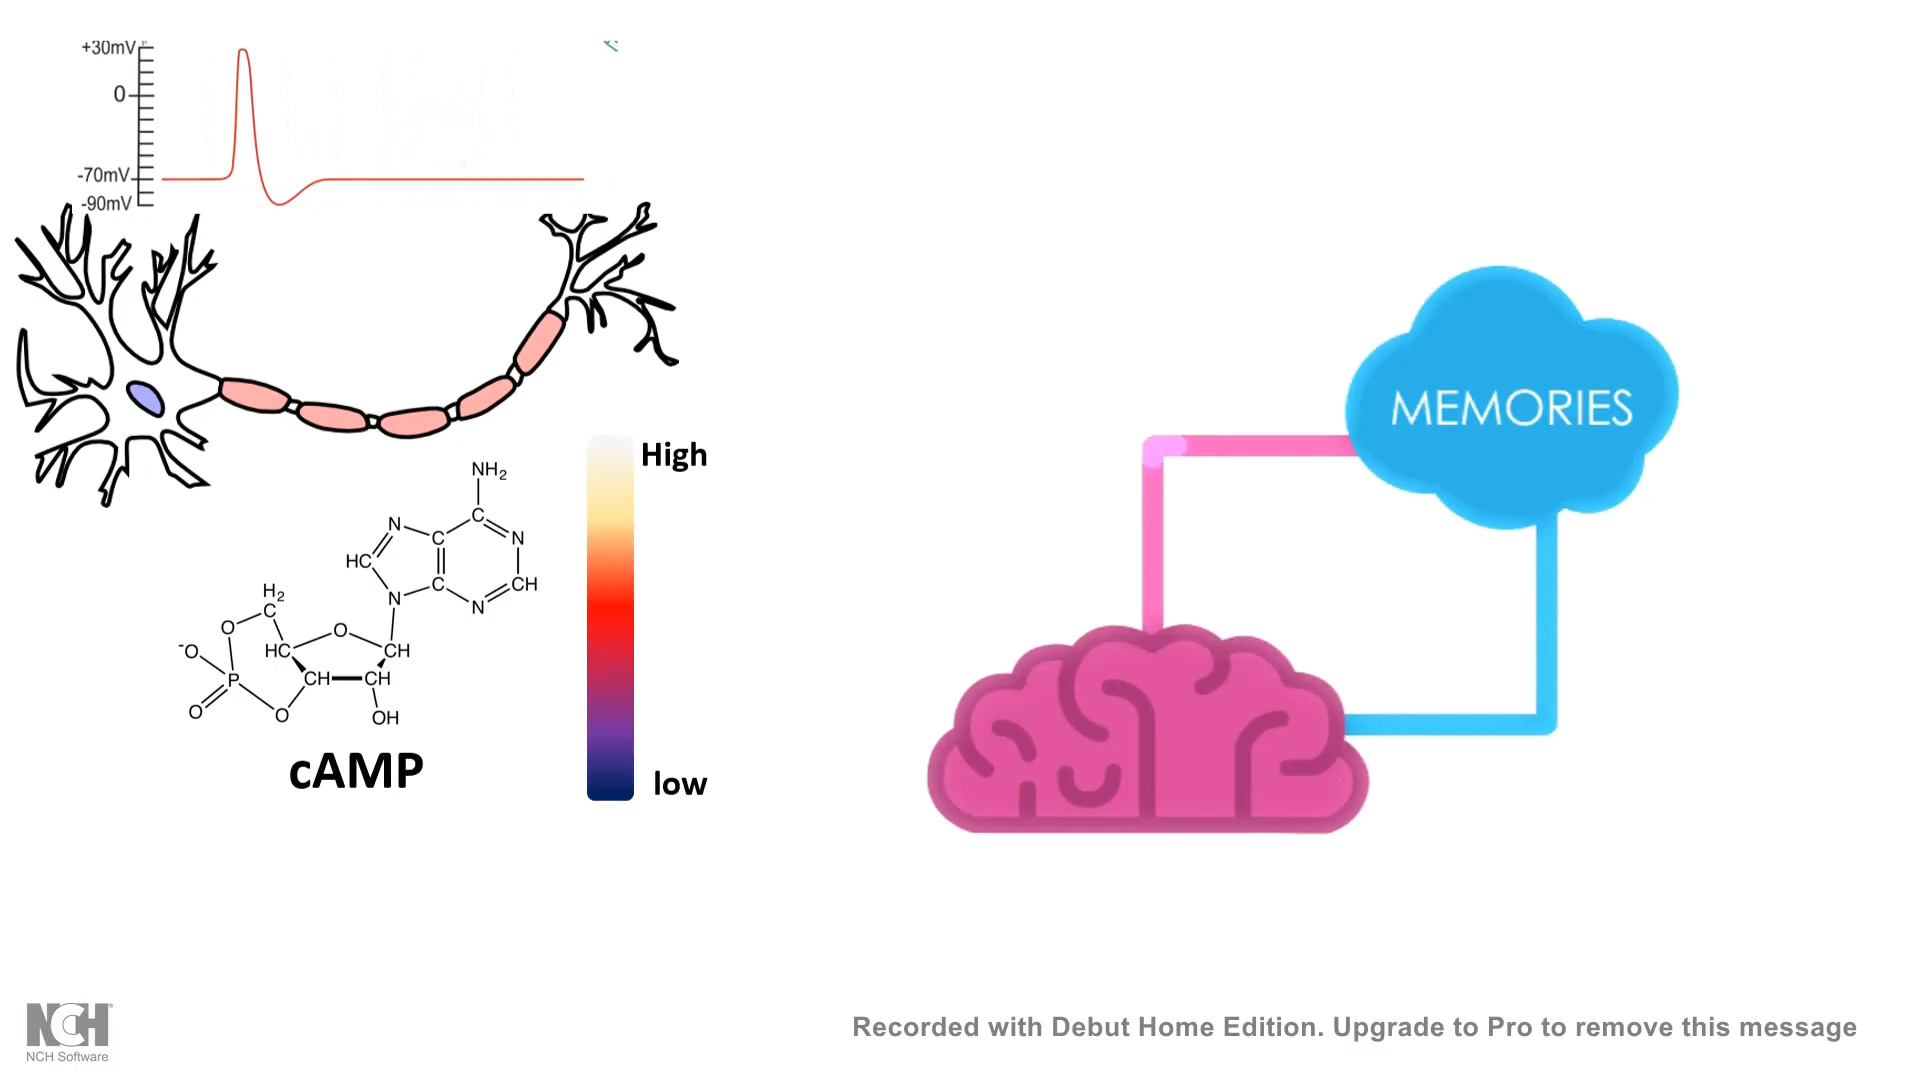 +30mV
0
-70mV
-90mV
High
NH2
N
C
C
N
HC
C
CH
N
N
H2
C
O
O
-O
HC
CH
P
CH
CH
O
O
OH
cAMP
low
MEMORIES
NCH
NCH Software
Recorded with Debut Home Edition. Upgrade to Pro to remove this message